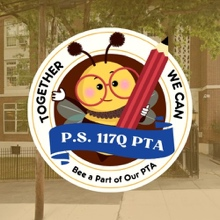 TOGETHER
WE CAN
P.S. 117Q PTA
Bee a Part of Our PTA